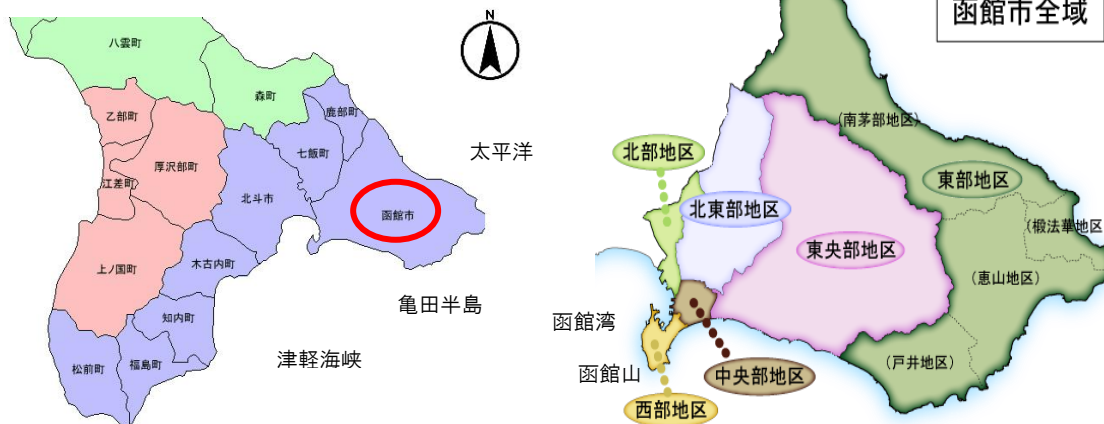 八雲町
森町
鹿部町
乙部町
七飯町
厚沢部町
江差町
北斗市
函館市
上ノ国町
木古内町
知内町
福島町
松前町
N
太平洋
亀田半島
津軽海峡
函館市全域
(南茅部地区)
北部地区
東部地区
北東部地区
(椴法華地区)
東央部地区
(恵山地区)
函館湾
(戸井地区)
函館山
中央部地区
西部地区